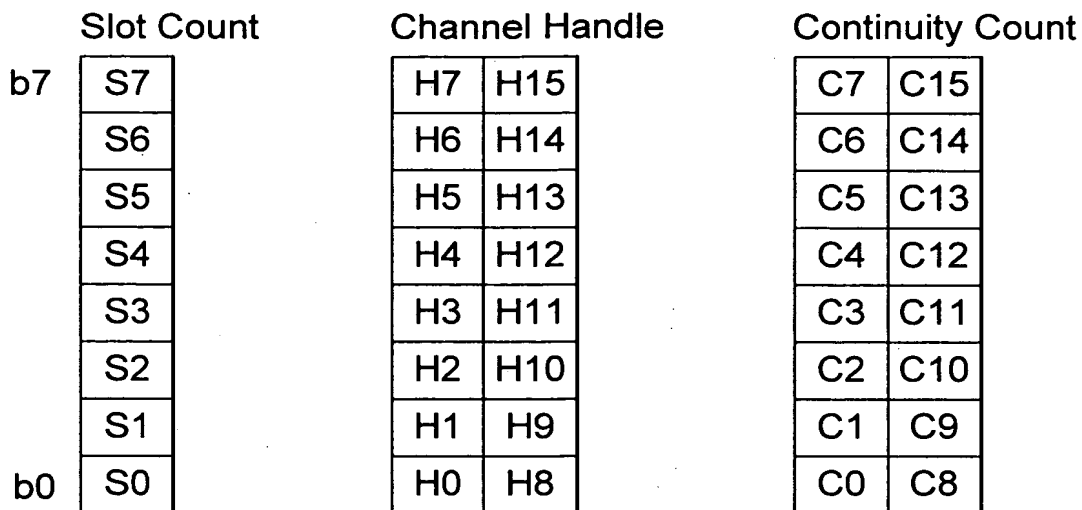 Slot Count Channel Handle Continuity Count
b7 S7 H7 H15 C7 C15
S6 H6 H14 C6 C14
S5 H5 H13 C5 C13
S4 H4 H12 C4 C12
S3 H3 H11 C3 C11
S2 H2 H10 C2 C10
S1 H1 H9 C1 C9
b0 S0 H0 H8 C0 C8